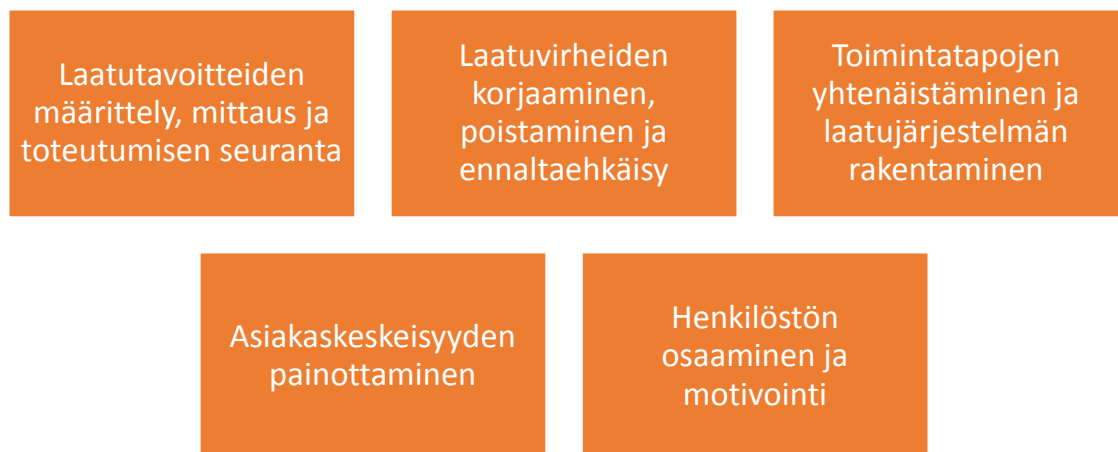 Laatutavoitteiden
määrittely, mittaus ja
toteutumisen seuranta
Laatuvirheiden
korjaaminen,
poistaminen ja
ennaltaehkäisy
Toimintatapojen
yhtenäistäminen ja
laatujärjestelmän
rakentaminen
Asiakaskeskeisyyden
painottaminen
Henkilöstön
osaaminen ja
motivointi